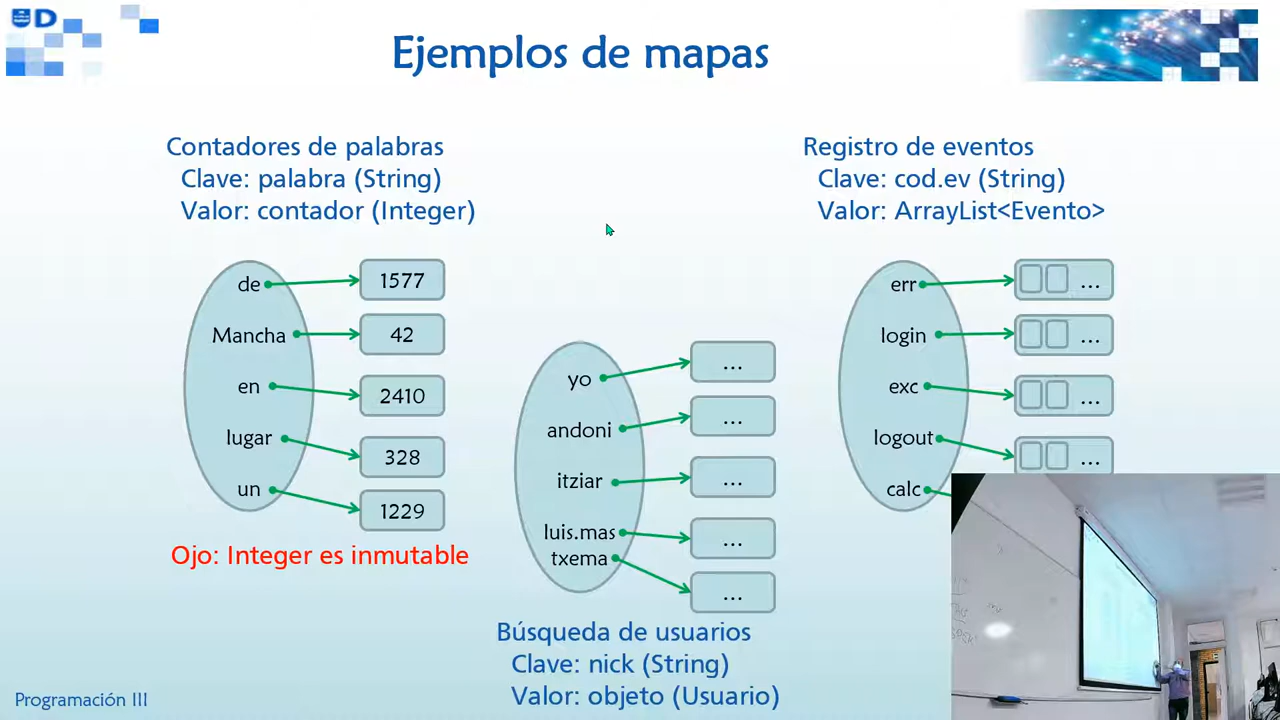 D
Ejemplos de mapas
Contadores de palabras
Clave: palabra (String)
Valor: contador (Integer)
de
1577
Mancha
42
en
2410
lugar
328
un
1229
Ojo: Integer es inmutable
yo
...
andoni
...
itziar
...
luis.mas
...
txema
...
Búsqueda de usuarios
Clave: nick (String)
Valor: objeto (Usuario)
Registro de eventos
Clave: cod.ev (String)
Valor: ArrayList<Evento>
err
...
login
...
exc
...
logout
...
calc
Programación III